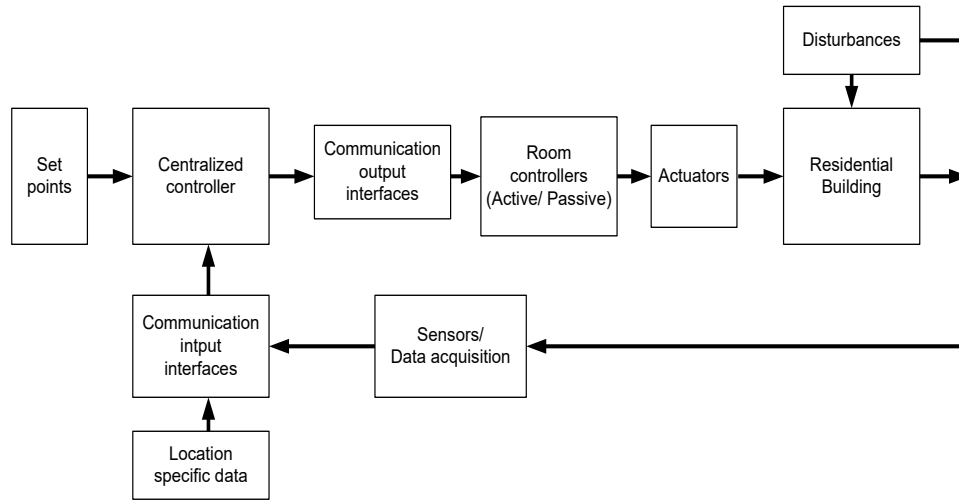 Disturbances
Set
points
Centralized
controller
Communication
output
interfaces
Room
controllers
(Active/ Passive)
Actuators
Residential
Building
Communication
intput
interfaces
Sensors/
Data acquisition
Location
specific data